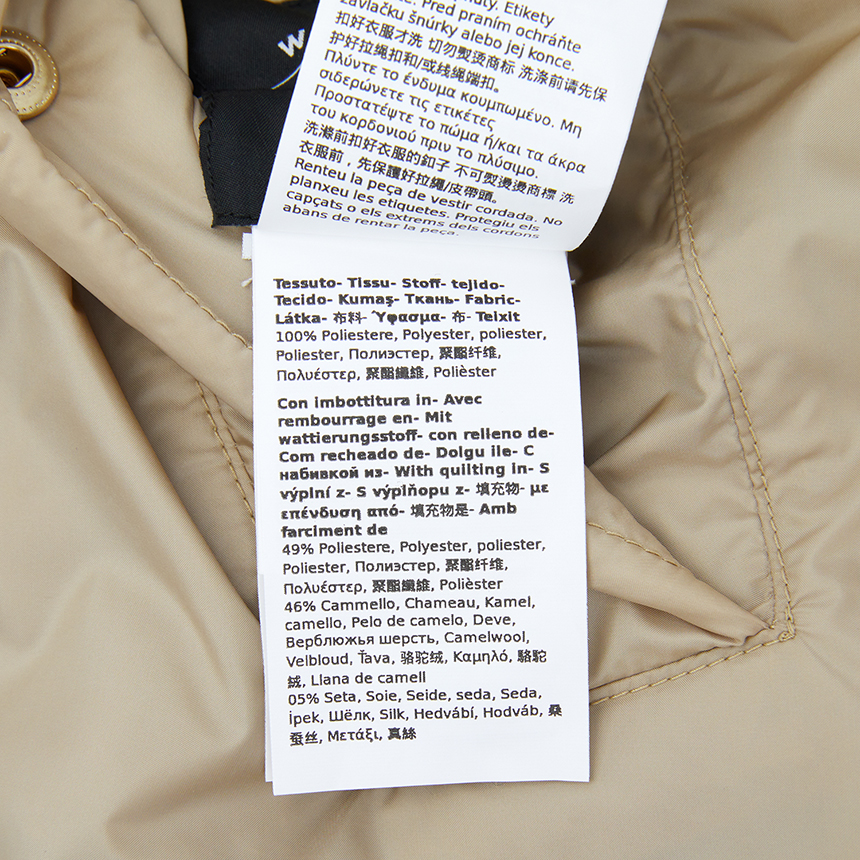 W
Etikety
zavlačku šnúrky alebo jej konce.
Pred praním ochráňte
扣好衣服才洗 切勿熨烫商标 洗涤前请先保
护好拉绳扣和/或线绳端扣。
Πλύντε το ένδυμα κουμπωμένο. Μη
σιδερώνετε τις ετικέτες
Προστατέψτε το πώμα ή/και τα άκρα
του κορδονιού πριν το πλύσιμο.
洗滌前扣好衣服的釦子 不可熨燙商標 洗
衣服前，先保護好拉繩/皮帶頭。
Renteu la peça de vestir cordada. No
planxeu les etiquetes. Protegiu els
capçats o els extrems dels cordons
abans de rentar la peça.
Tessuto- Tissu- Stoff- tejido-
Tecido- Kumaş- Ткань- Fabric-
Látka- 布料- Ύφασμα- 布- Teixit
100% Poliestere, Polyester, poliester,
Poliester, Полиэстер, 聚酯纤维,
Πολυέστερ, 聚酯纖維, Polièster
Con imbottitura in- Avec
rembourrage en- Mit
wattierungsstoff- con relleno de-
Com recheado de- Dolgu ile- С
набивкой из- With quilting in- S
výplní z- S výplňopu z- 填充物- με
επένδυση από- 填充物是- Amb
farciment de
49% Poliestere, Polyester, poliester,
Poliester, Полиэстер, 聚酯纤维,
Πολυέστερ, 聚酯纖維, Polièster
46% Cammello, Chameau, Kamel,
camello, Pelo de camelo, Deve,
Верблюжья шерсть, Camelwool,
Velbloud, Ťava, 骆驼绒, Καμηλό, 駱駝
絨, Llana de camell
05% Seta, Soie, Seide, seda, Seda,
İpek, Шёлк, Silk, Hedvábí, Hodváb, 桑
蚕丝, Μετάξι, 真絲